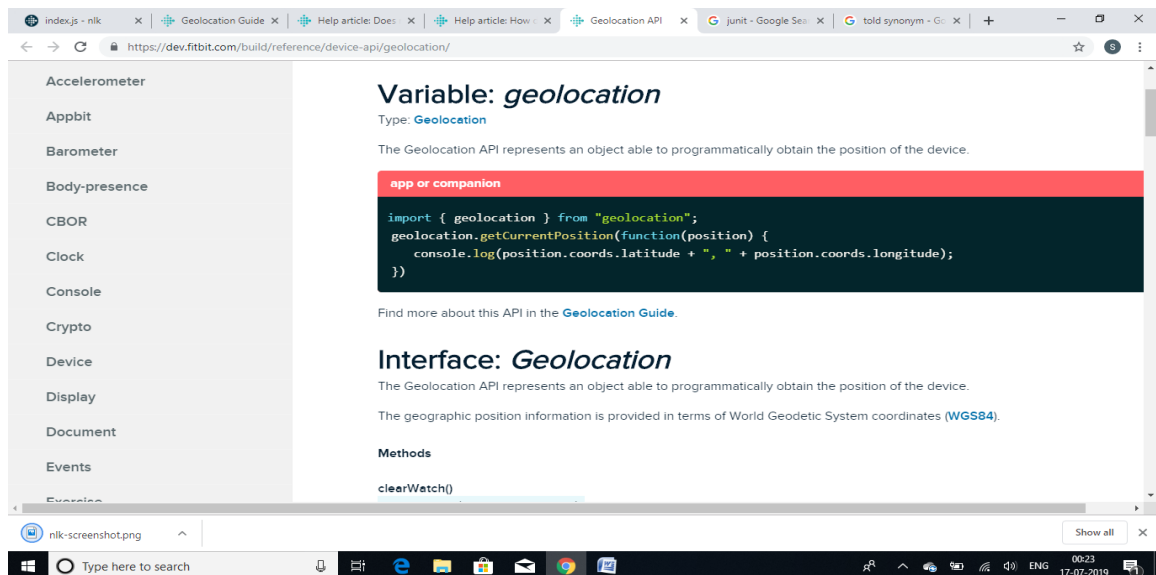 index.js - nlk
Geolocation Guide
Help article: Does
Help article: How
Geolocation API
junit - Google Sea
told synonym - Go
https://dev.fitbit.com/build/reference/device-api/geolocation/
S
Accelerometer
Appbit
Barometer
Body-presence
CBOR
Clock
Console
Crypto
Device
Display
Document
Events
Exercise
Variable: geolocation
Type: Geolocation
The Geolocation API represents an object able to programmatically obtain the position of the device.
app or companion
import { geolocation } from "geolocation";
geolocation.getCurrentPosition(function(position) {
console.log(position.coords.latitude + ", " + position.coords.longitude);
})
Find more about this API in the Geolocation Guide.
Interface: Geolocation
The Geolocation API represents an object able to programmatically obtain the position of the device.
The geographic position information is provided in terms of World Geodetic System coordinates (WGS84).
Methods
clearWatch()
nlk-screenshot.png
Show all
Type here to search
ENG
00:23
17-07-2019